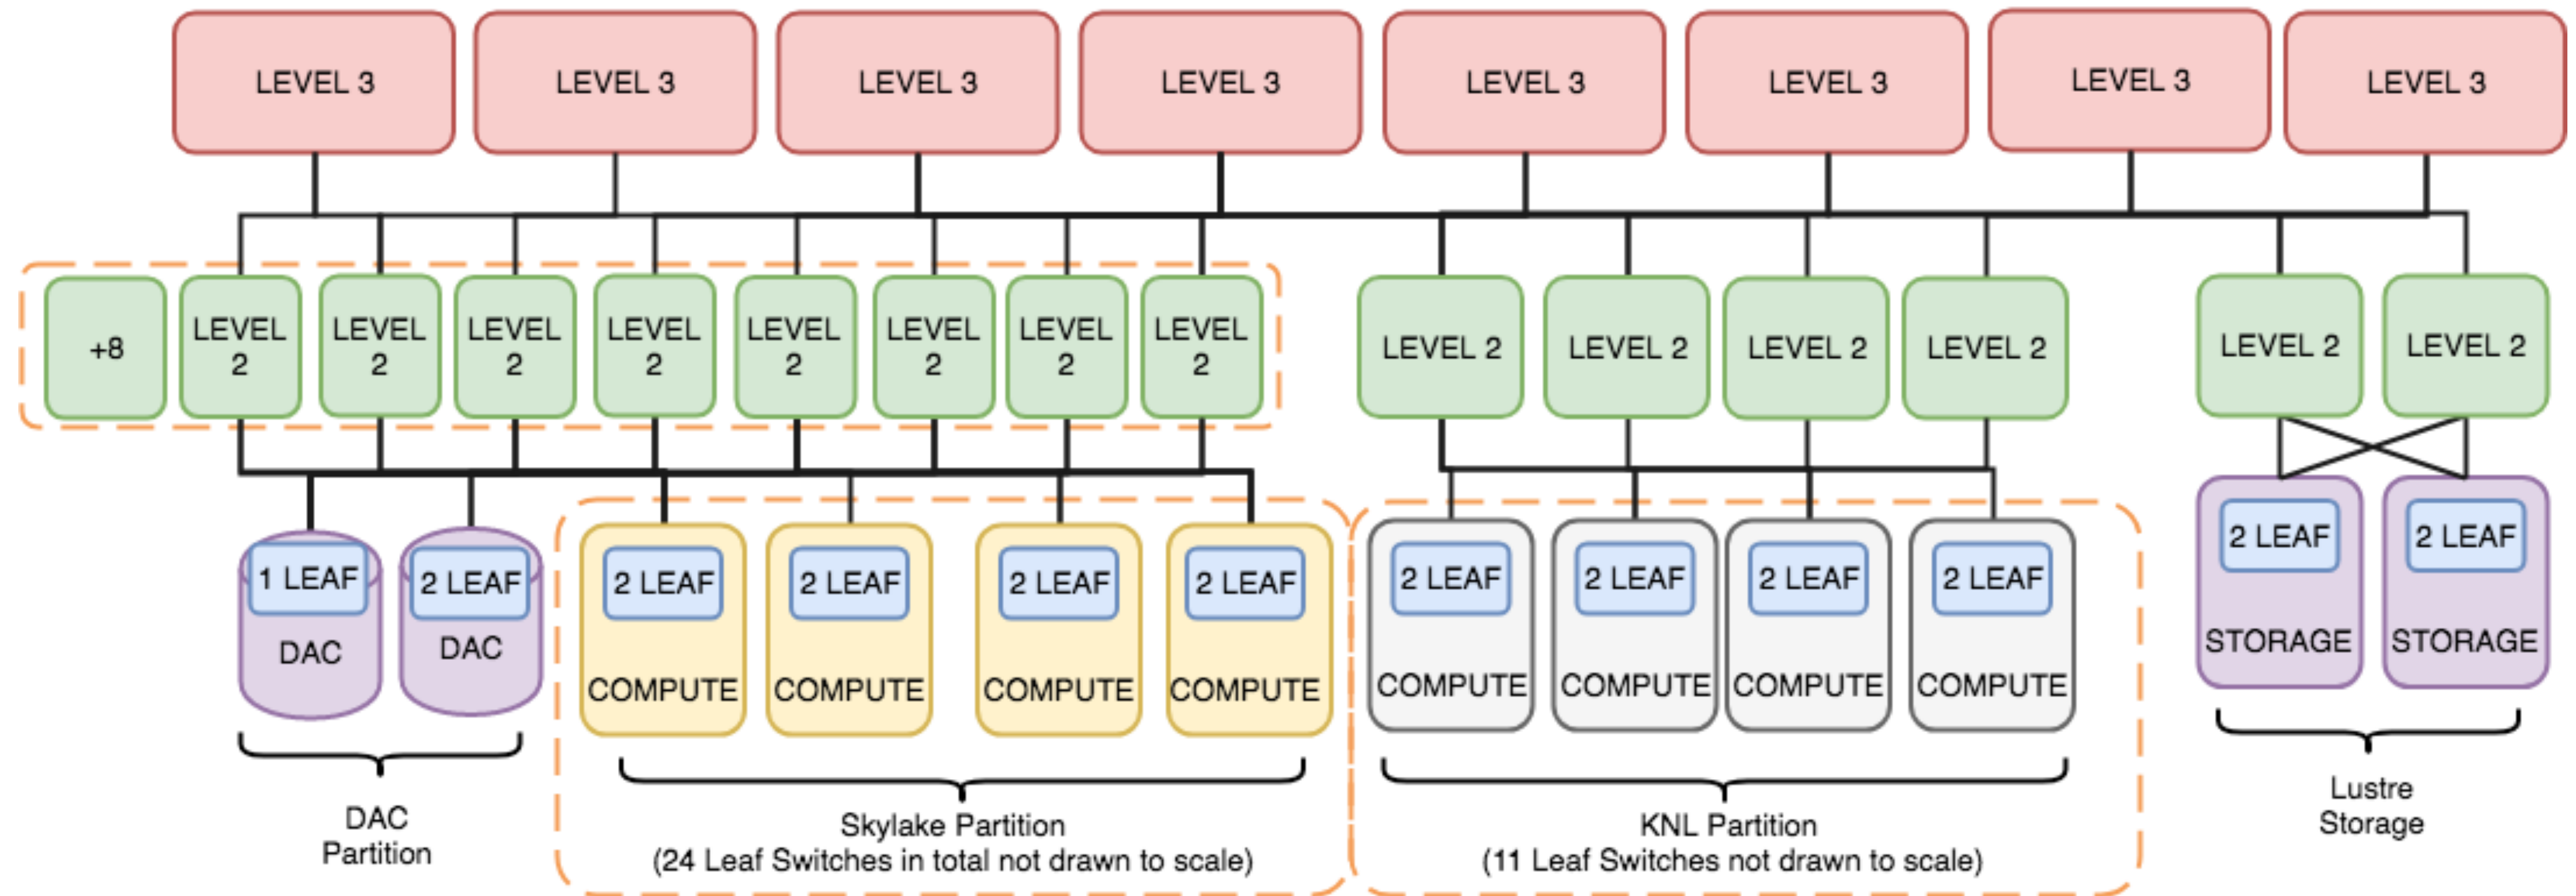 LEVEL 3
LEVEL 3
LEVEL 3
LEVEL 3
LEVEL 3
LEVEL 3
LEVEL 3
LEVEL 3
+8
LEVEL
2
LEVEL
2
LEVEL
2
LEVEL
2
LEVEL
2
LEVEL
2
LEVEL
2
LEVEL
2
LEVEL 2
LEVEL 2
LEVEL 2
LEVEL 2
LEVEL 2
LEVEL 2
1 LEAF
DAC
2 LEAF
DAC
2 LEAF
COMPUTE
2 LEAF
COMPUTE
2 LEAF
COMPUTE
2 LEAF
COMPUTE
2 LEAF
COMPUTE
2 LEAF
COMPUTE
2 LEAF
COMPUTE
2 LEAF
COMPUTE
2 LEAF
STORAGE
2 LEAF
STORAGE
DAC
Partition
Skylake Partition
(24 Leaf Switches in total not drawn to scale)
KNL Partition
(11 Leaf Switches not drawn to scale)
Lustre
Storage